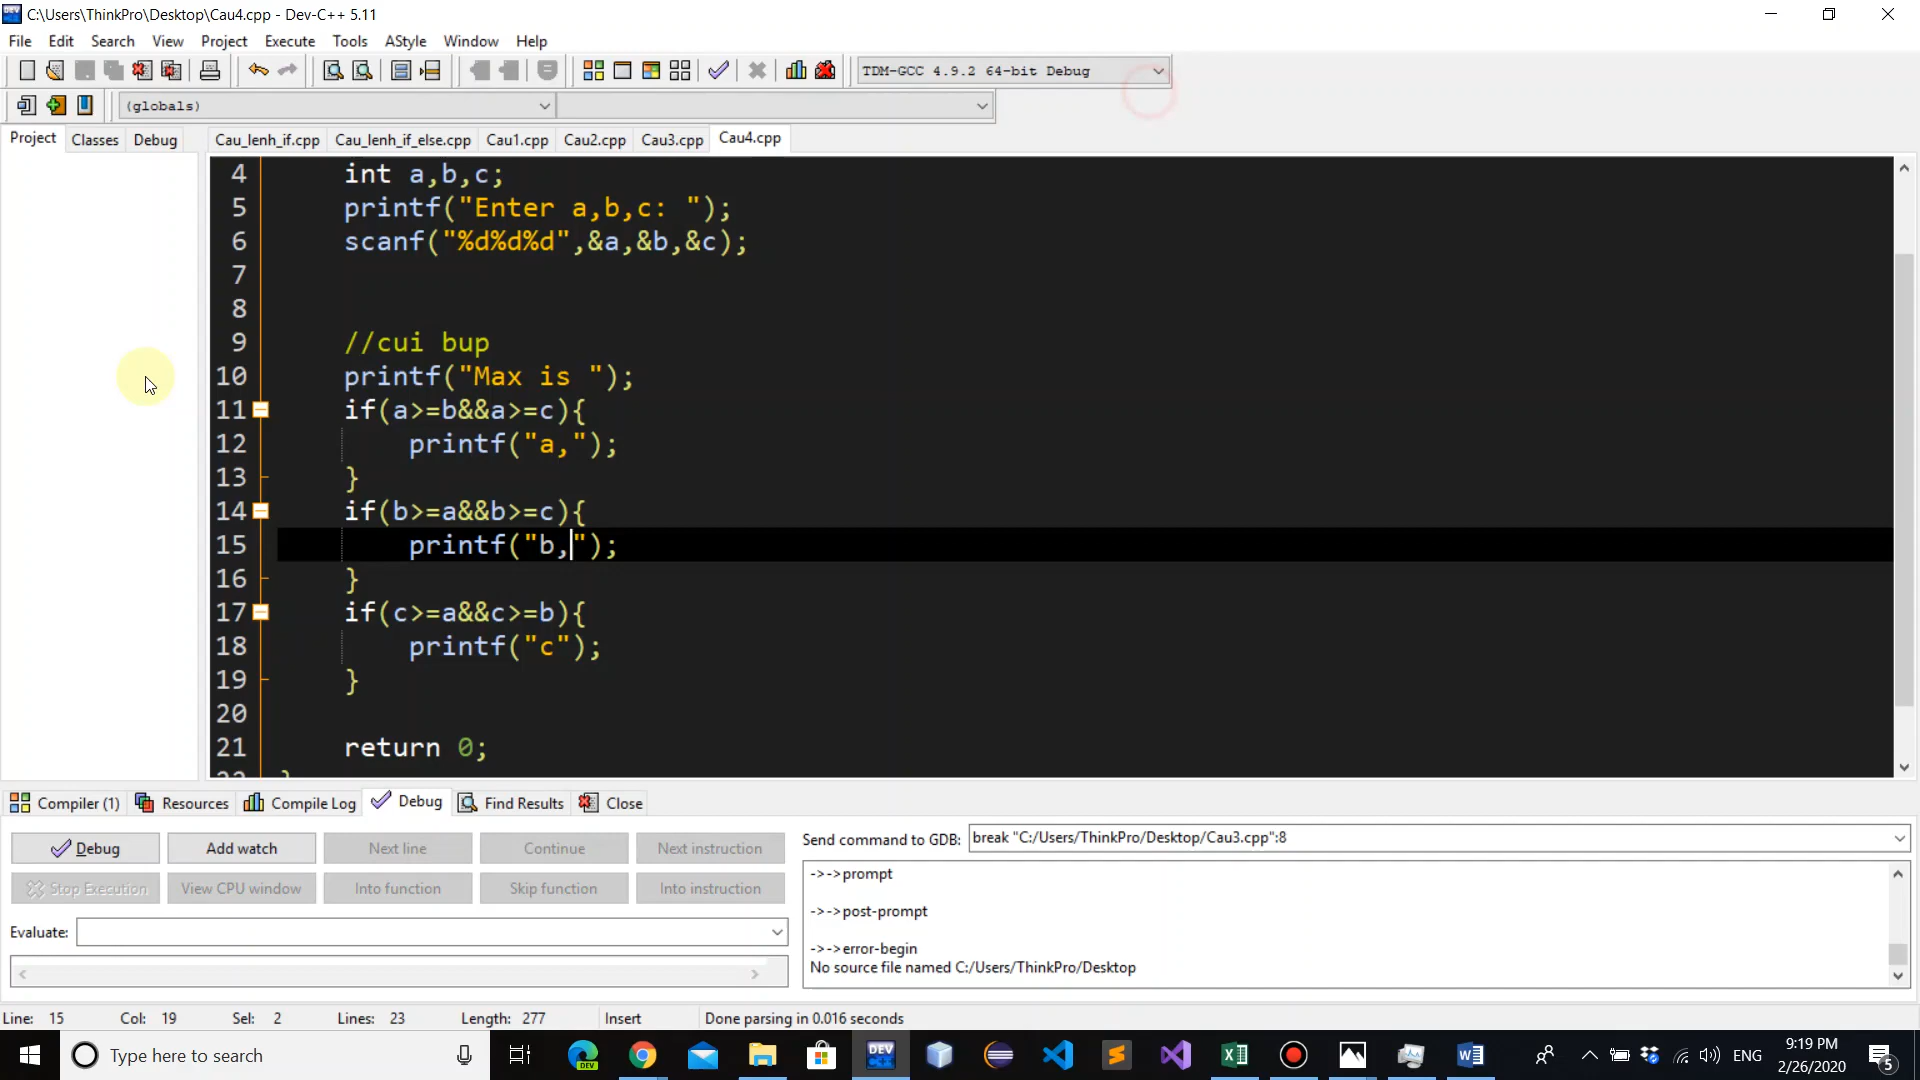 C:\Users\ThinkPro\Desktop\Cau4.cpp - Dev-C++ 5.11
File Edit Search View Project Execute Tools AStyle Window Help
TDM-GCC 4.9.2 64-bit Debug
(globals)
Project Classes Debug Cau_lenh_if.cpp Cau_lenh_if_else.cpp Cau1.cpp Cau2.cpp Cau3.cpp Cau4.cpp
4 int a,b,c;
5 printf("Enter a,b,c: ");
6 scanf("%d%d%d",&a,&b,&c);
7
8
9 //cui bup
10 printf("Max is ");
11 if(a>=b&&a>=c){
12 printf("a,");
13 }
14 if(b>=a&&b>=c){
15 printf("b,");
16 }
17 if(c>=a&&c>=b){
18 printf("c");
19 }
20
21 return 0;
Compiler (1) Resources Compile Log Debug Find Results Close
Debug Add watch Next line Continue Next instruction
Stop Execution View CPU window Into function Skip function Into instruction
Evaluate:
Send command to GDB: break "C:/Users/ThinkPro/Desktop/Cau3.cpp":8
->->prompt
->->post-prompt
->->error-begin
No source file named C:/Users/ThinkPro/Desktop
Line: 15 Col: 19 Sel: 2 Lines: 23 Length: 277 Insert Done parsing in 0.016 seconds
Type here to search
DEV
DEV
ENG
9:19 PM
2/26/2020
5